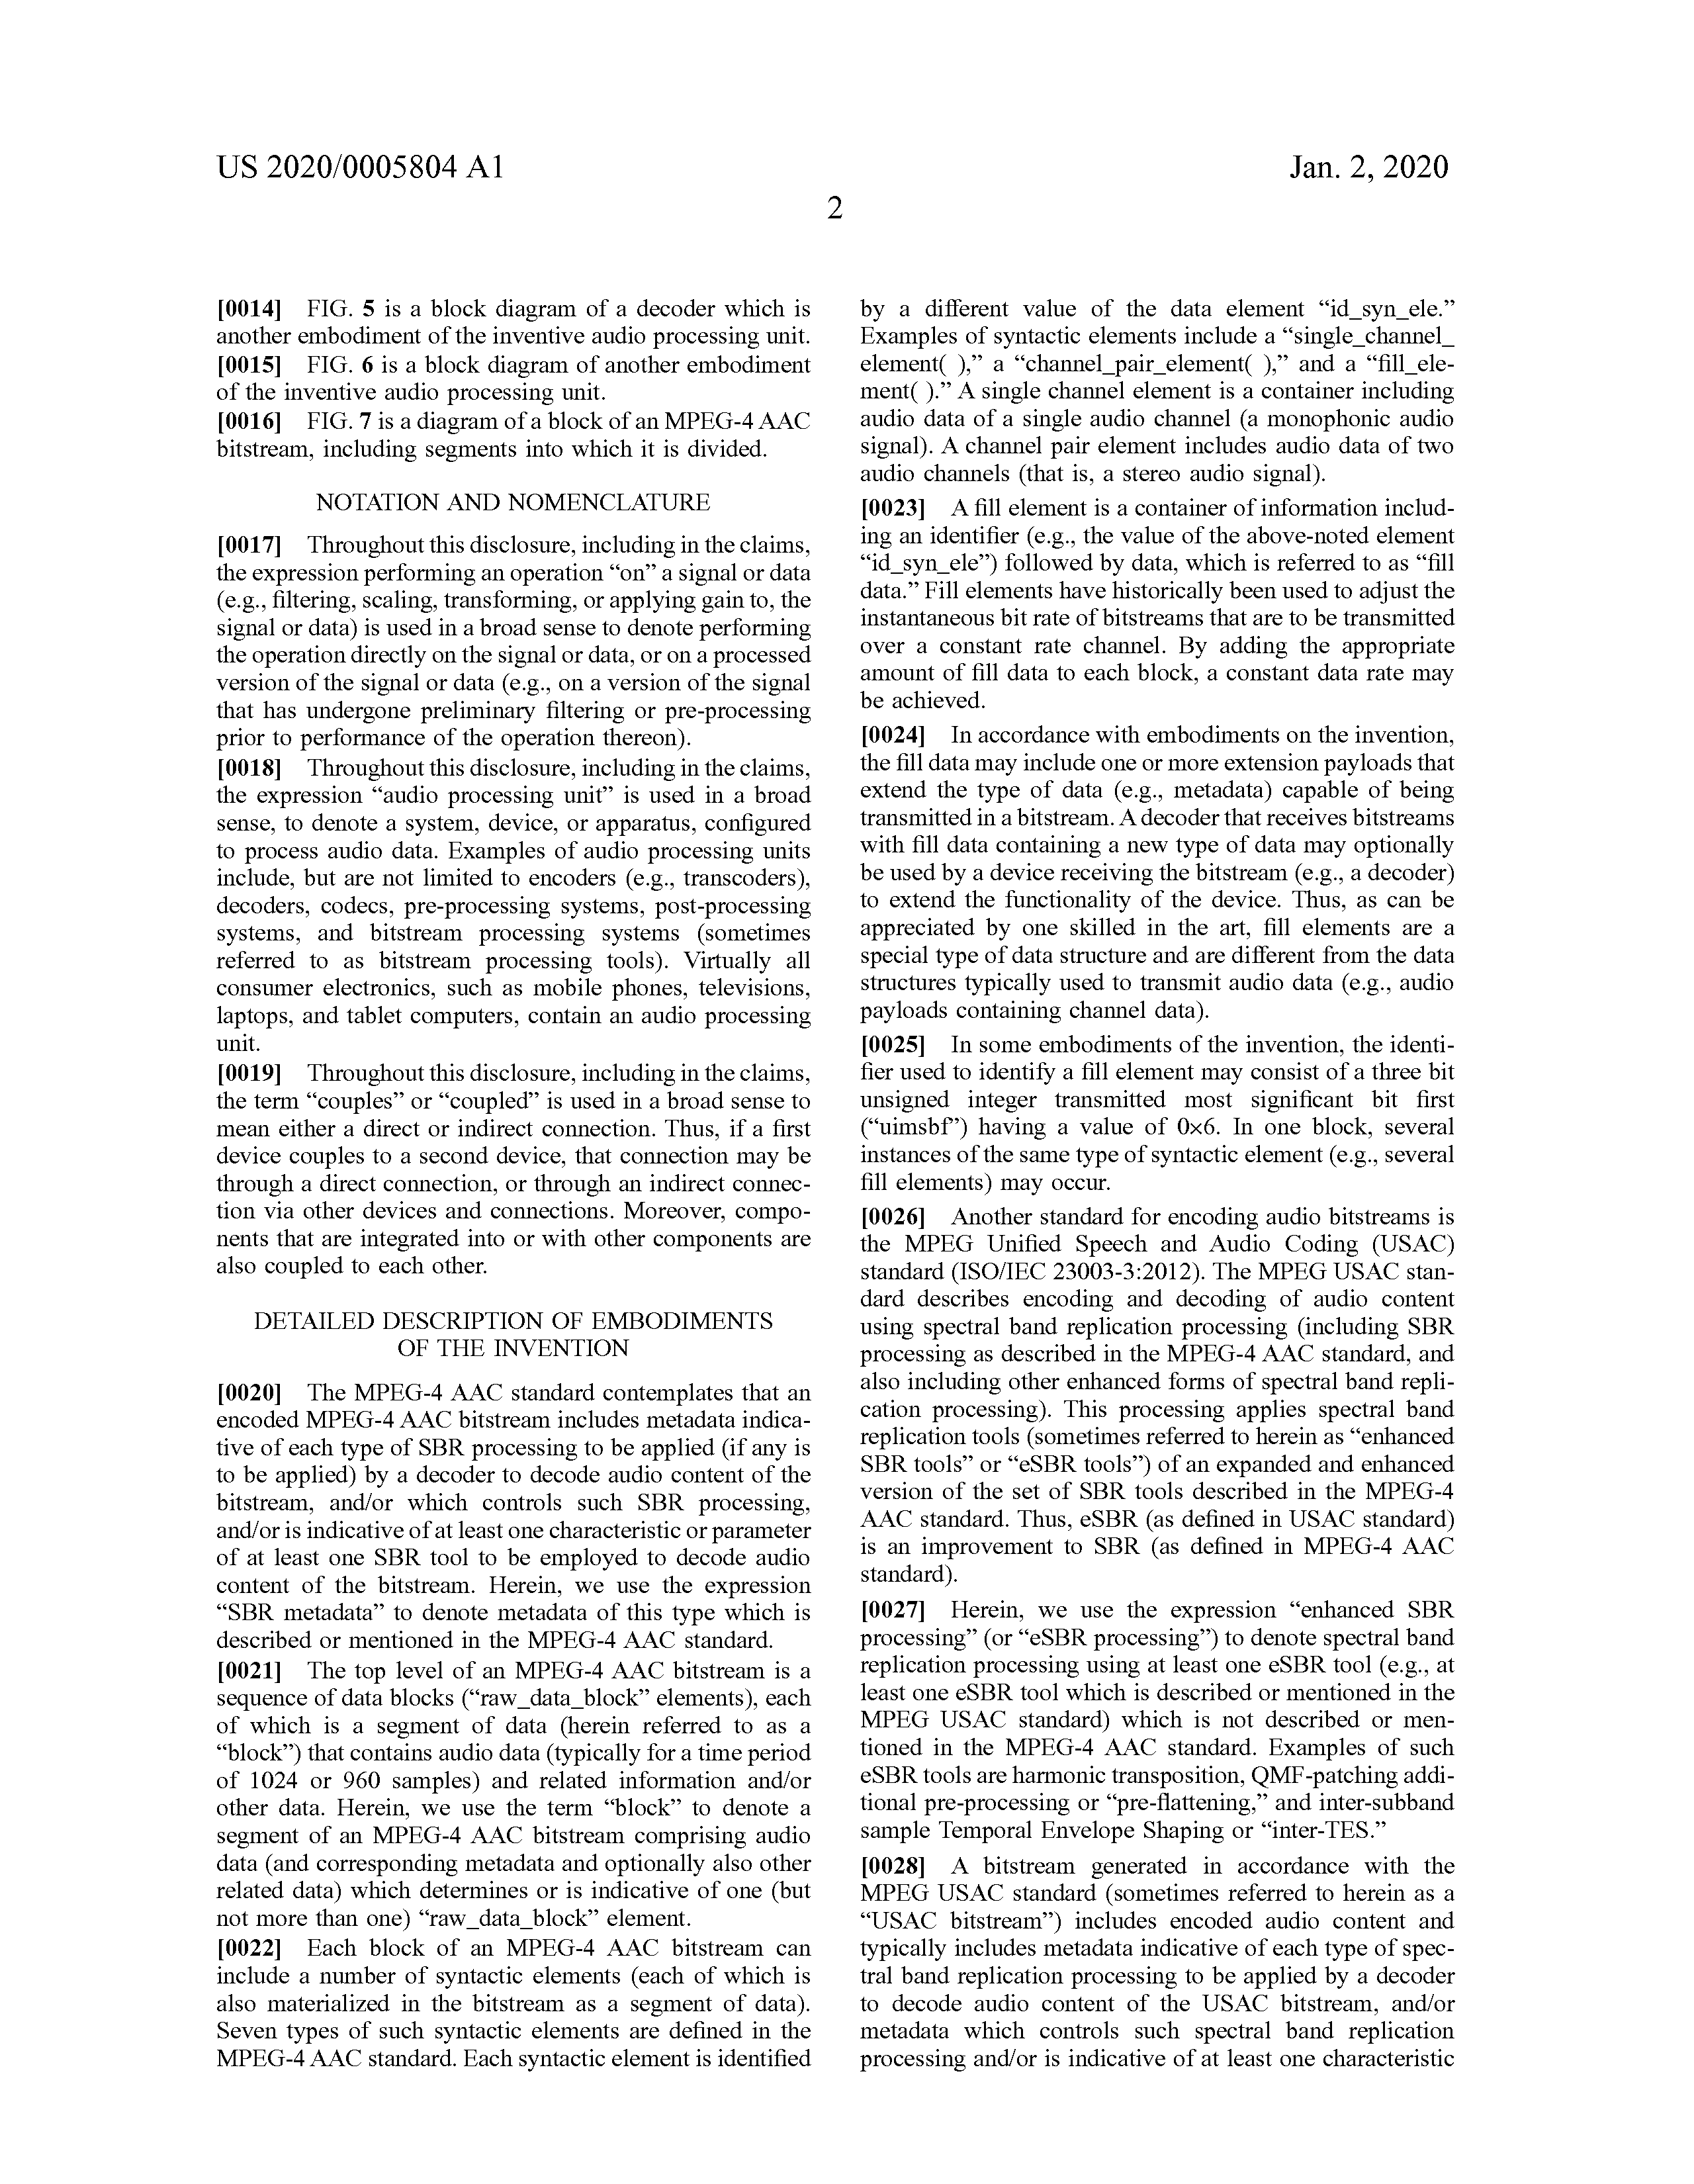 US 2020/0005804 A1
Jan. 2, 2020
2
[0014] FIG. 5 is a block diagram of a decoder which is
another embodiment of the inventive audio processing unit.
[0015] FIG. 6 is a block diagram of another embodiment
of the inventive audio processing unit.
[0016] FIG. 7 is a diagram of a block of an MPEG-4 AAC
bitstream, including segments into which it is divided.
NOTATION AND NOMENCLATURE
[0017] Throughout this disclosure, including in the claims,
the expression performing an operation “on” a signal or data
(e.g., filtering, scaling, transforming, or applying gain to, the
signal or data) is used in a broad sense to denote performing
the operation directly on the signal or data, or on a processed
version of the signal or data (e.g., on a version of the signal
that has undergone preliminary filtering or pre-processing
prior to performance of the operation thereon).
[0018] Throughout this disclosure, including in the claims,
the expression “audio processing unit” is used in a broad
sense, to denote a system, device, or apparatus, configured
to process audio data. Examples of audio processing units
include, but are not limited to encoders (e.g., transcoders),
decoders, codecs, pre-processing systems, post-processing
systems, and bitstream processing systems (sometimes
referred to as bitstream processing tools). Virtually all
consumer electronics, such as mobile phones, televisions,
laptops, and tablet computers, contain an audio processing
unit.
[0019] Throughout this disclosure, including in the claims,
the term “couples” or “coupled” is used in a broad sense to
mean either a direct or indirect connection. Thus, if a first
device couples to a second device, that connection may be
through a direct connection, or through an indirect connec-
tion via other devices and connections. Moreover, compo-
nents that are integrated into or with other components are
also coupled to each other.
DETAILED DESCRIPTION OF EMBODIMENTS
OF THE INVENTION
[0020] The MPEG-4 AAC standard contemplates that an
encoded MPEG-4 AAC bitstream includes metadata indica-
tive of each type of SBR processing to be applied (if any is
to be applied) by a decoder to decode audio content of the
bitstream, and/or which controls such SBR processing,
and/or is indicative of at least one characteristic or parameter
of at least one SBR tool to be employed to decode audio
content of the bitstream. Herein, we use the expression
“SBR metadata” to denote metadata of this type which is
described or mentioned in the MPEG-4 AAC standard.
[0021] The top level of an MPEG-4 AAC bitstream is a
sequence of data blocks (“raw_data_block” elements), each
of which is a segment of data (herein referred to as a
“block”) that contains audio data (typically for a time period
of 1024 or 960 samples) and related information and/or
other data. Herein, we use the term “block” to denote a
segment of an MPEG-4 AAC bitstream comprising audio
data (and corresponding metadata and optionally also other
related data) which determines or is indicative of one (but
not more than one) “raw_data_block” element.
[0022] Each block of an MPEG-4 AAC bitstream can
include a number of syntactic elements (each of which is
also materialized in the bitstream as a segment of data).
Seven types of such syntactic elements are defined in the
MPEG-4 AAC standard. Each syntactic element is identified
by a different value of the data element “id_syn_ele.”
Examples of syntactic elements include a “single_channel_
element( ),” a “channel_pair_element( ),” and a “fill_ele-
ment( ).” A single channel element is a container including
audio data of a single audio channel (a monophonic audio
signal). A channel pair element includes audio data of two
audio channels (that is, a stereo audio signal).
[0023] A fill element is a container of information includ-
ing an identifier (e.g., the value of the above-noted element
“id_syn_ele”) followed by data, which is referred to as “fill
data.” Fill elements have historically been used to adjust the
instantaneous bit rate of bitstreams that are to be transmitted
over a constant rate channel. By adding the appropriate
amount of fill data to each block, a constant data rate may
be achieved.
[0024] In accordance with embodiments on the invention,
the fill data may include one or more extension payloads that
extend the type of data (e.g., metadata) capable of being
transmitted in a bitstream. A decoder that receives bitstreams
with fill data containing a new type of data may optionally
be used by a device receiving the bitstream (e.g., a decoder)
to extend the functionality of the device. Thus, as can be
appreciated by one skilled in the art, fill elements are a
special type of data structure and are different from the data
structures typically used to transmit audio data (e.g., audio
payloads containing channel data).
[0025] In some embodiments of the invention, the identi-
fier used to identify a fill element may consist of a three bit
unsigned integer transmitted most significant bit first
(“uimsbf”) having a value of 0x6. In one block, several
instances of the same type of syntactic element (e.g., several
fill elements) may occur.
[0026] Another standard for encoding audio bitstreams is
the MPEG Unified Speech and Audio Coding (USAC)
standard (ISO/IEC 23003-3:2012). The MPEG USAC stan-
dard describes encoding and decoding of audio content
using spectral band replication processing (including SBR
processing as described in the MPEG-4 AAC standard, and
also including other enhanced forms of spectral band repli-
cation processing). This processing applies spectral band
replication tools (sometimes referred to herein as “enhanced
SBR tools” or “eSBR tools”) of an expanded and enhanced
version of the set of SBR tools described in the MPEG-4
AAC standard. Thus, eSBR (as defined in USAC standard)
is an improvement to SBR (as defined in MPEG-4 AAC
standard).
[0027] Herein, we use the expression “enhanced SBR
processing” (or “eSBR processing”) to denote spectral band
replication processing using at least one eSBR tool (e.g., at
least one eSBR tool which is described or mentioned in the
MPEG USAC standard) which is not described or men-
tioned in the MPEG-4 AAC standard. Examples of such
eSBR tools are harmonic transposition, QMF-patching addi-
tional pre-processing or “pre-flattening,” and inter-subband
sample Temporal Envelope Shaping or “inter-TES.”
[0028] A bitstream generated in accordance with the
MPEG USAC standard (sometimes referred to herein as a
“USAC bitstream”) includes encoded audio content and
typically includes metadata indicative of each type of spec-
tral band replication processing to be applied by a decoder
to decode audio content of the USAC bitstream, and/or
metadata which controls such spectral band replication
processing and/or is indicative of at least one characteristic